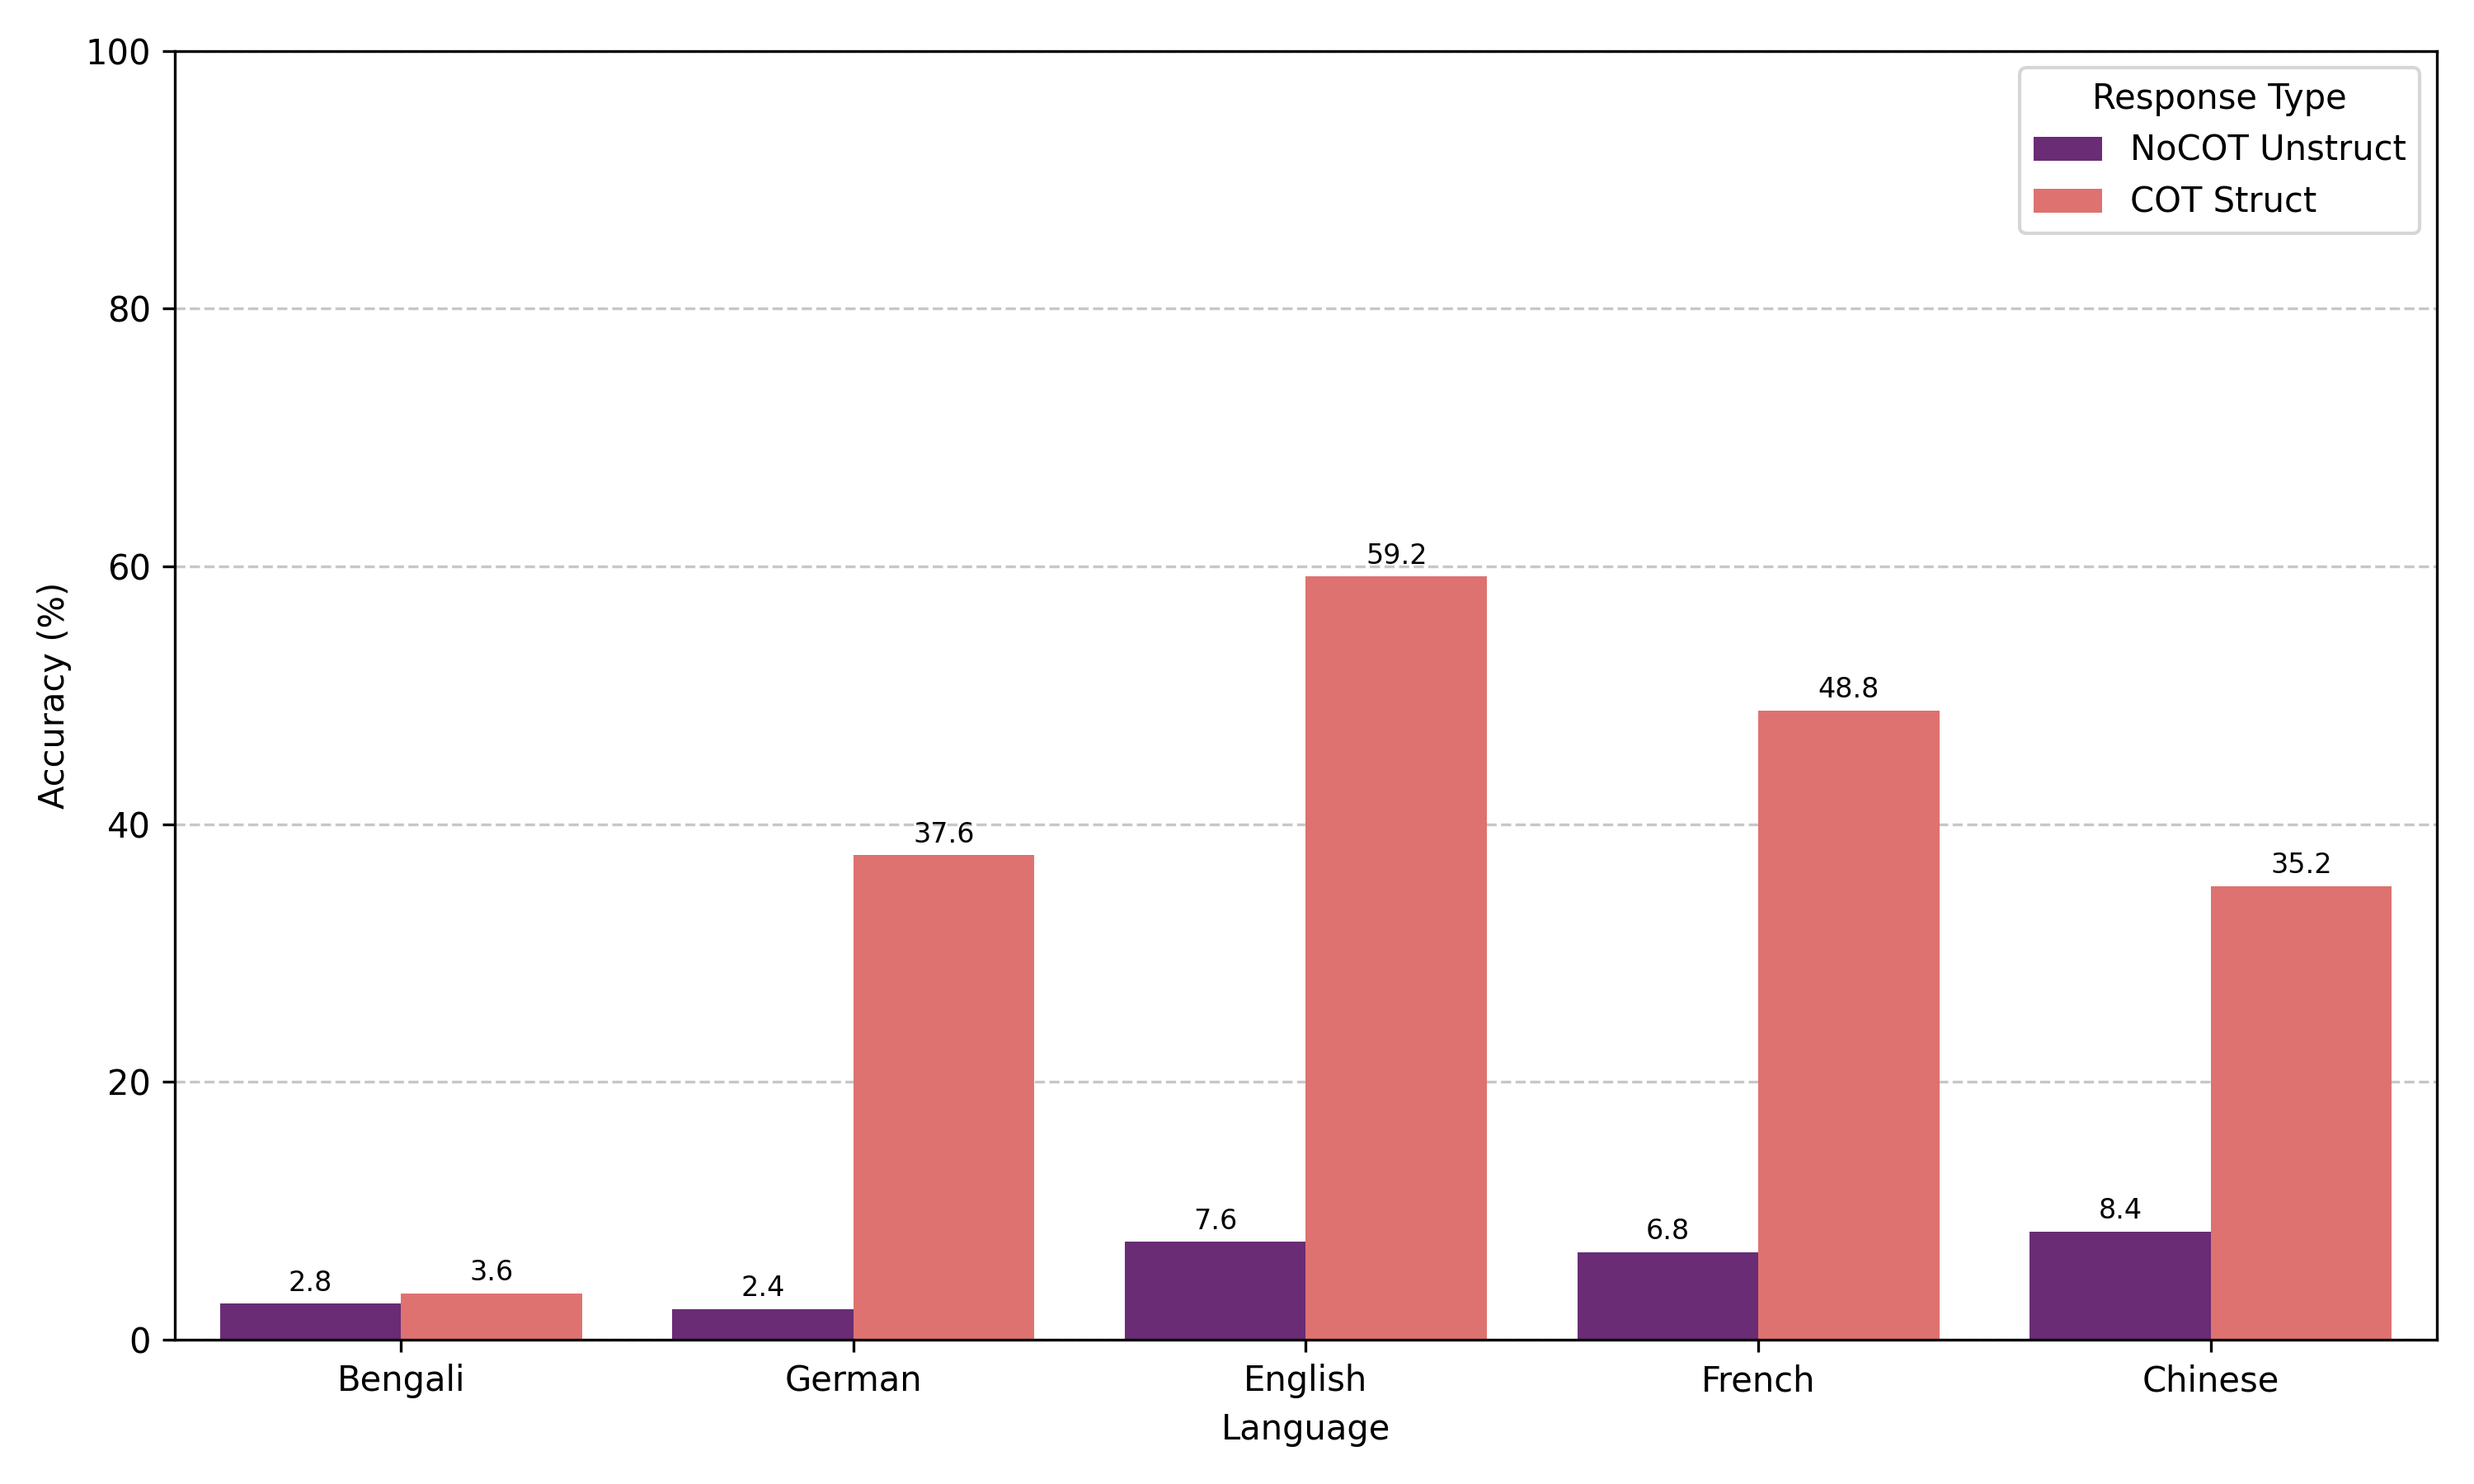 Response Type
NoCOT Unstruct
COT Struct
Accuracy (%)
100
80
60
40
20
0
2.8
3.6
2.4
37.6
7.6
59.2
6.8
48.8
8.4
35.2
Bengali German English French Chinese
Language